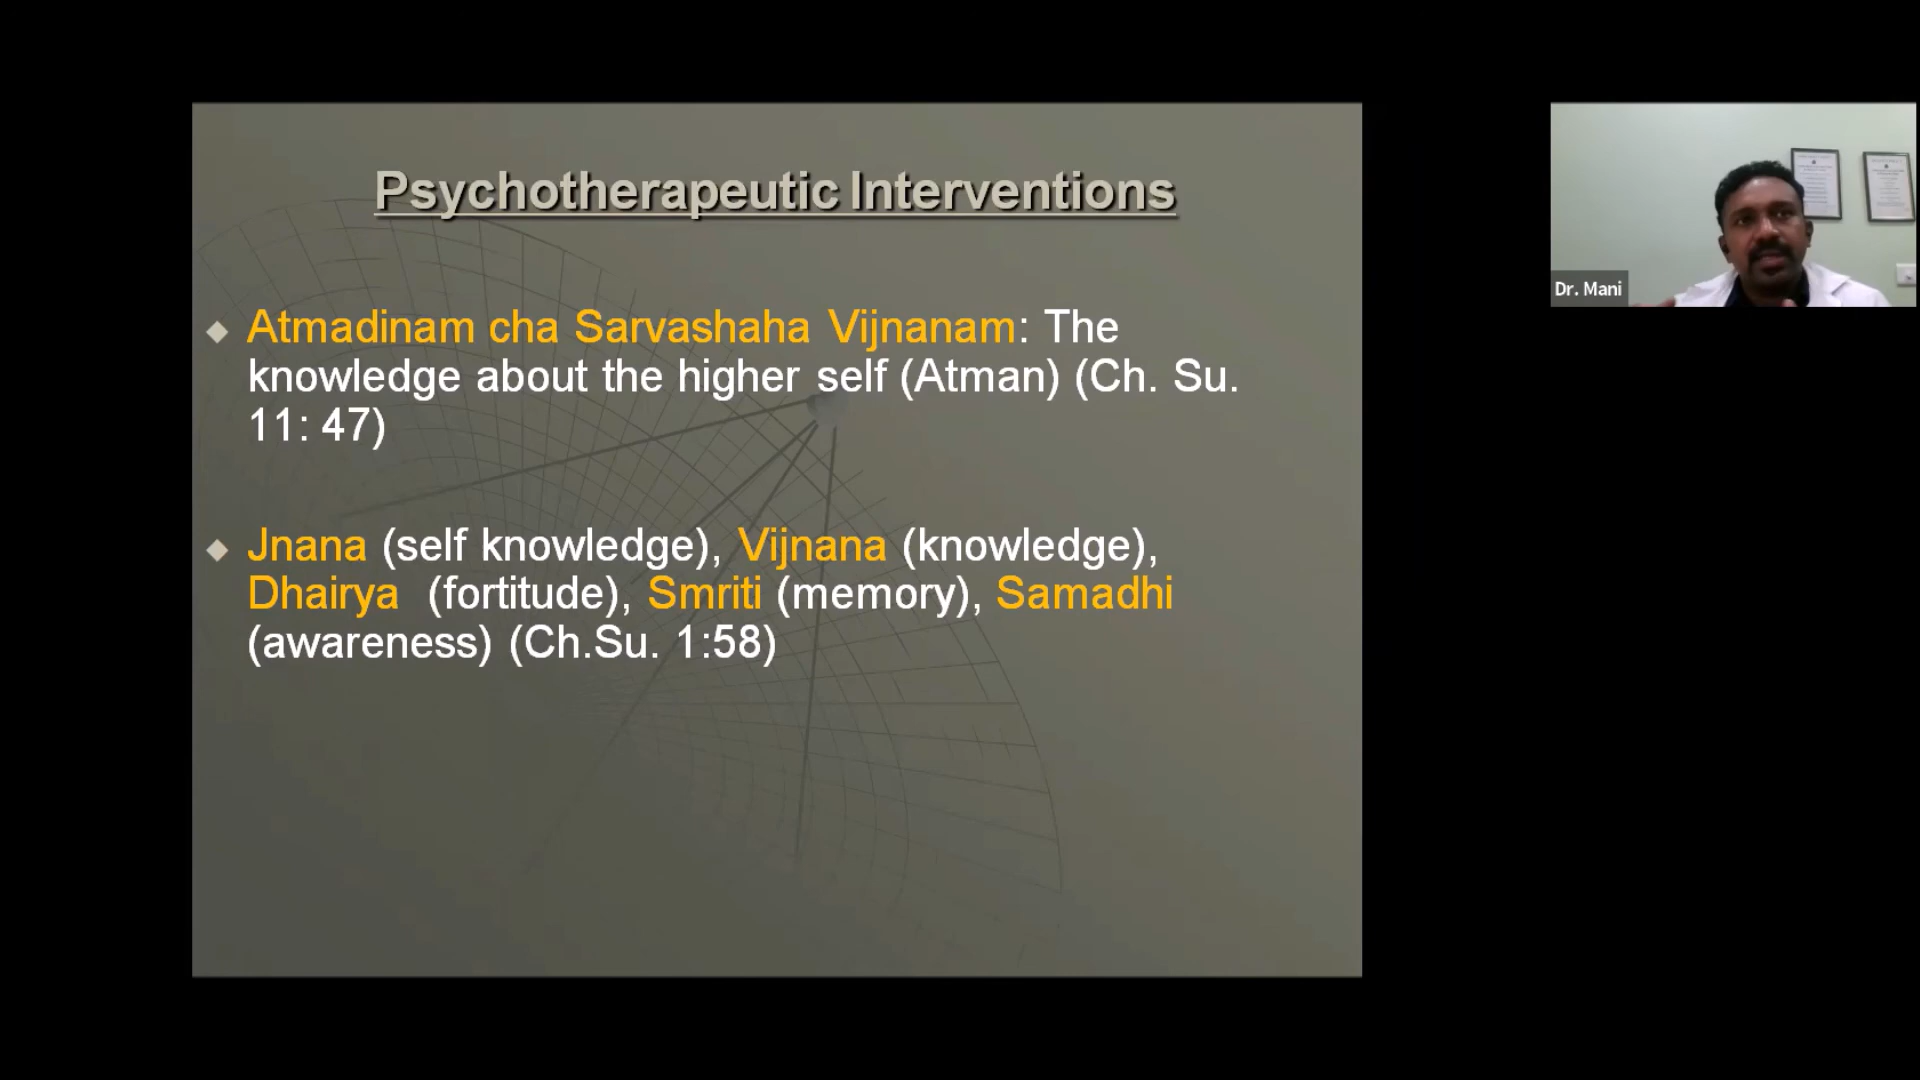 Psychotherapeutic Interventions
Atmadinam cha Sarvashaha Vijnanam: The
knowledge about the higher self (Atman) (Ch. Su.
11: 47)
Jnana (self knowledge), Vijnana (knowledge),
Dhairya (fortitude), Smriti (memory), Samadhi
(awareness) (Ch.Su. 1:58)
Dr. Mani